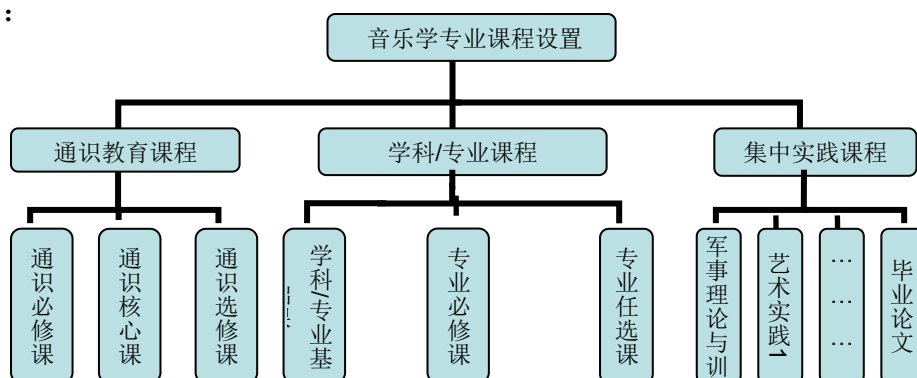 ：
音乐学专业课程设置
通识教育课程
学科/专业课程
集中实践课程
通识必修课
通识核心课
通识选修课
学科/专业基
专业必修课
专业任选课
军事理论与训
艺术实践1
………
毕业论文